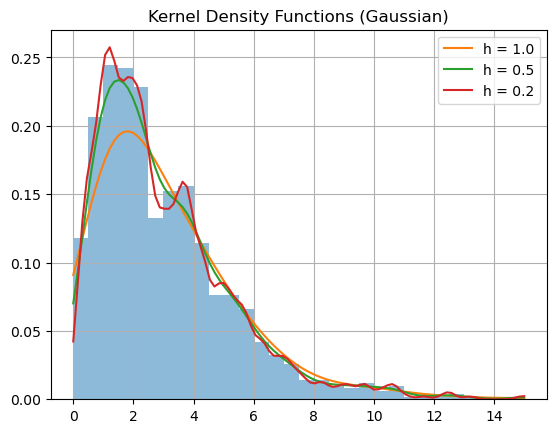 Kernel Density Functions (Gaussian)
h = 1.0
h = 0.5
h = 0.2
0.25
0.20
0.15
0.10
0.05
0.00
0 2 4 6 8 10 12 14